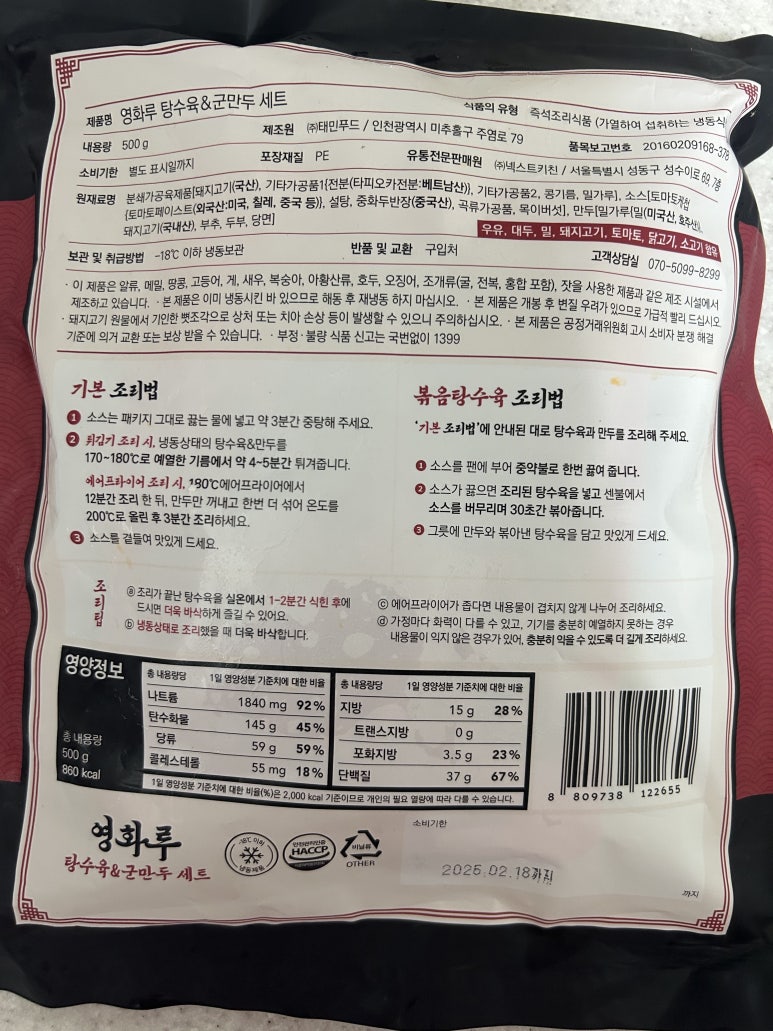 제품명 영화루 탕수육&군만두 세트
식품의 유형 즉석조리식품 (가열하여 섭취하는 냉동식
내용량 500 g
제조원 ㈜태민푸드 / 인천광역시 미추홀구 주염로 79
품목보고번호 20160209168-378
소비기한 별도 표시일까지
포장재질 PE
유통전문판매원 ㈜넥스트키친 / 서울특별시 성동구 성수이로 69, 7층
원재료명 분쇄가공육제품[돼지고기(국산), 기타가공품1{전분(타피오카전분:베트남산)}, 기타가공품2, 콩기름, 밀가루], 소스[토마토케첩
{토마토페이스트(외국산:미국, 칠레, 중국 등)}, 설탕, 중화두반장(중국산), 곡류가공품, 목이버섯], 만두[밀가루{밀(미국산, 호주산)},
돼지고기(국내산), 부추, 두부, 당면]
우유, 대두, 밀, 돼지고기, 토마토, 닭고기, 소고기 함유
보관 및 취급방법 -18℃ 이하 냉동보관
반품 및 교환 구입처
고객상담실 070-5099-8299
· 이 제품은 알류, 메밀, 땅콩, 고등어, 게, 새우, 복숭아, 아황산류, 호두, 오징어, 조개류(굴, 전복, 홍합 포함), 잣을 사용한 제품과 같은 제조 시설에서
제조하고 있습니다. · 본 제품은 이미 냉동시킨 바 있으므로 해동 후 재냉동 하지 마십시오. · 본 제품은 개봉 후 변질 우려가 있으므로 가급적 빨리 드십시오.
· 돼지고기 원물에서 기인한 뼛조각으로 상처 또는 치아 손상 등이 발생할 수 있으니 주의하십시오. · 본 제품은 공정거래위원회 고시 소비자 분쟁 해결
기준에 의거 교환 또는 보상 받을 수 있습니다. · 부정·불량 식품 신고는 국번없이 1399
기본 조리법
1 소스는 패키지 그대로 끓는 물에 넣고 약 3분간 중탕해 주세요.
2 튀김기 조리 시, 냉동상태의 탕수육&만두를
170~180℃로 예열한 기름에서 약 4~5분간 튀겨줍니다.
에어프라이어 조리 시, 180℃에어프라이어에서
12분간 조리 한 뒤, 만두만 꺼내고 한번 더 섞어 온도를
200℃로 올린 후 3분간 조리하세요.
3 소스를 곁들여 맛있게 드세요.
볶음탕수육 조리법
'기본 조리법'에 안내된 대로 탕수육과 만두를 조리해 주세요.
1 소스를 팬에 부어 중약불로 한번 끓여 줍니다.
2 소스가 끓으면 조리된 탕수육을 넣고 센불에서
소스를 버무리며 30초간 볶아줍니다.
3 그릇에 만두와 볶아낸 탕수육을 담고 맛있게 드세요.
조리팁
ⓐ 조리가 끝난 탕수육을 실온에서 1-2분간 식힌 후에
드시면 더욱 바삭하게 즐길 수 있어요.
ⓑ 냉동상태로 조리했을 때 더욱 바삭합니다.
ⓒ 에어프라이어가 좁다면 내용물이 겹치지 않게 나누어 조리하세요.
ⓓ 가정마다 화력이 다를 수 있고, 기기를 충분히 예열하지 못하는 경우
내용물이 익지 않은 경우가 있어, 충분히 익을 수 있도록 더 길게 조리하세요.
영양정보
총 내용량
500 g
860 kcal
총 내용량당 1일 영양성분 기준치에 대한 비율
나트륨 1840 mg 92%
탄수화물 145 g 45%
당류 59 g 59%
콜레스테롤 55 mg 18%
총 내용량당 1일 영양성분 기준치에 대한 비율
지방 15 g 28%
트랜스지방 0 g
포화지방 3.5 g 23%
단백질 37 g 67%
1일 영양성분 기준치에 대한 비율(%)은 2,000 kcal 기준이므로 개인의 필요 열량에 따라 다를 수 있습니다.
8 809738 122655
영화루
탕수육&군만두 세트
-18℃ 이하
냉동제품
안전관리인증
HACCP
비닐류
OTHER
소비기한
2025.02.18까지
까지